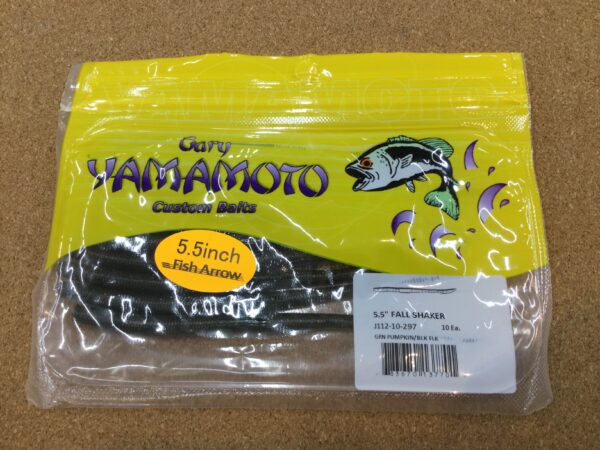 Gary
YAMAMOTO
Custom Baits
5.5inch
Fish Arrow
5.5" FALL SHAKER
J112-10-297 10 Ea.
GRN PUMPKIN/BLK FLK